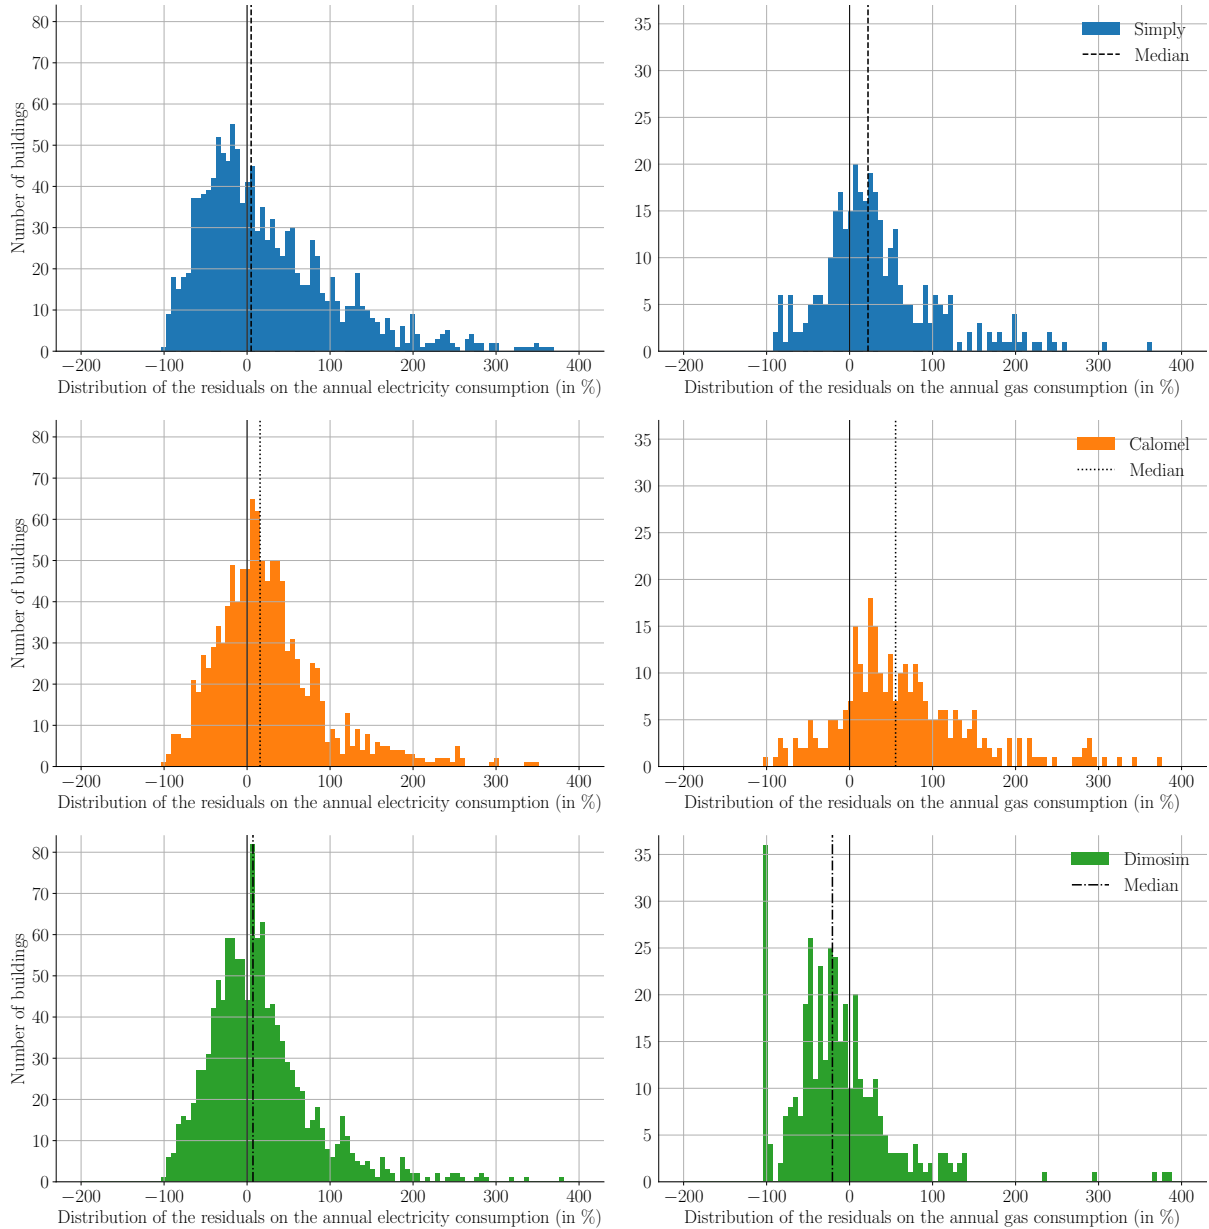 80
70
60
50
40
30
20
10
0
Number of buildings
−200 −100 0 100 200 300 400
Distribution of the residuals on the annual electricity consumption (in %)
35
30
25
20
15
10
5
0
Simply
Median
−200 −100 0 100 200 300 400
Distribution of the residuals on the annual gas consumption (in %)
80
70
60
50
40
30
20
10
0
Number of buildings
−200 −100 0 100 200 300 400
Distribution of the residuals on the annual electricity consumption (in %)
35
30
25
20
15
10
5
0
Calomel
Median
−200 −100 0 100 200 300 400
Distribution of the residuals on the annual gas consumption (in %)
80
70
60
50
40
30
20
10
0
Number of buildings
−200 −100 0 100 200 300 400
Distribution of the residuals on the annual electricity consumption (in %)
35
30
25
20
15
10
5
0
Dimosim
Median
−200 −100 0 100 200 300 400
Distribution of the residuals on the annual gas consumption (in %)